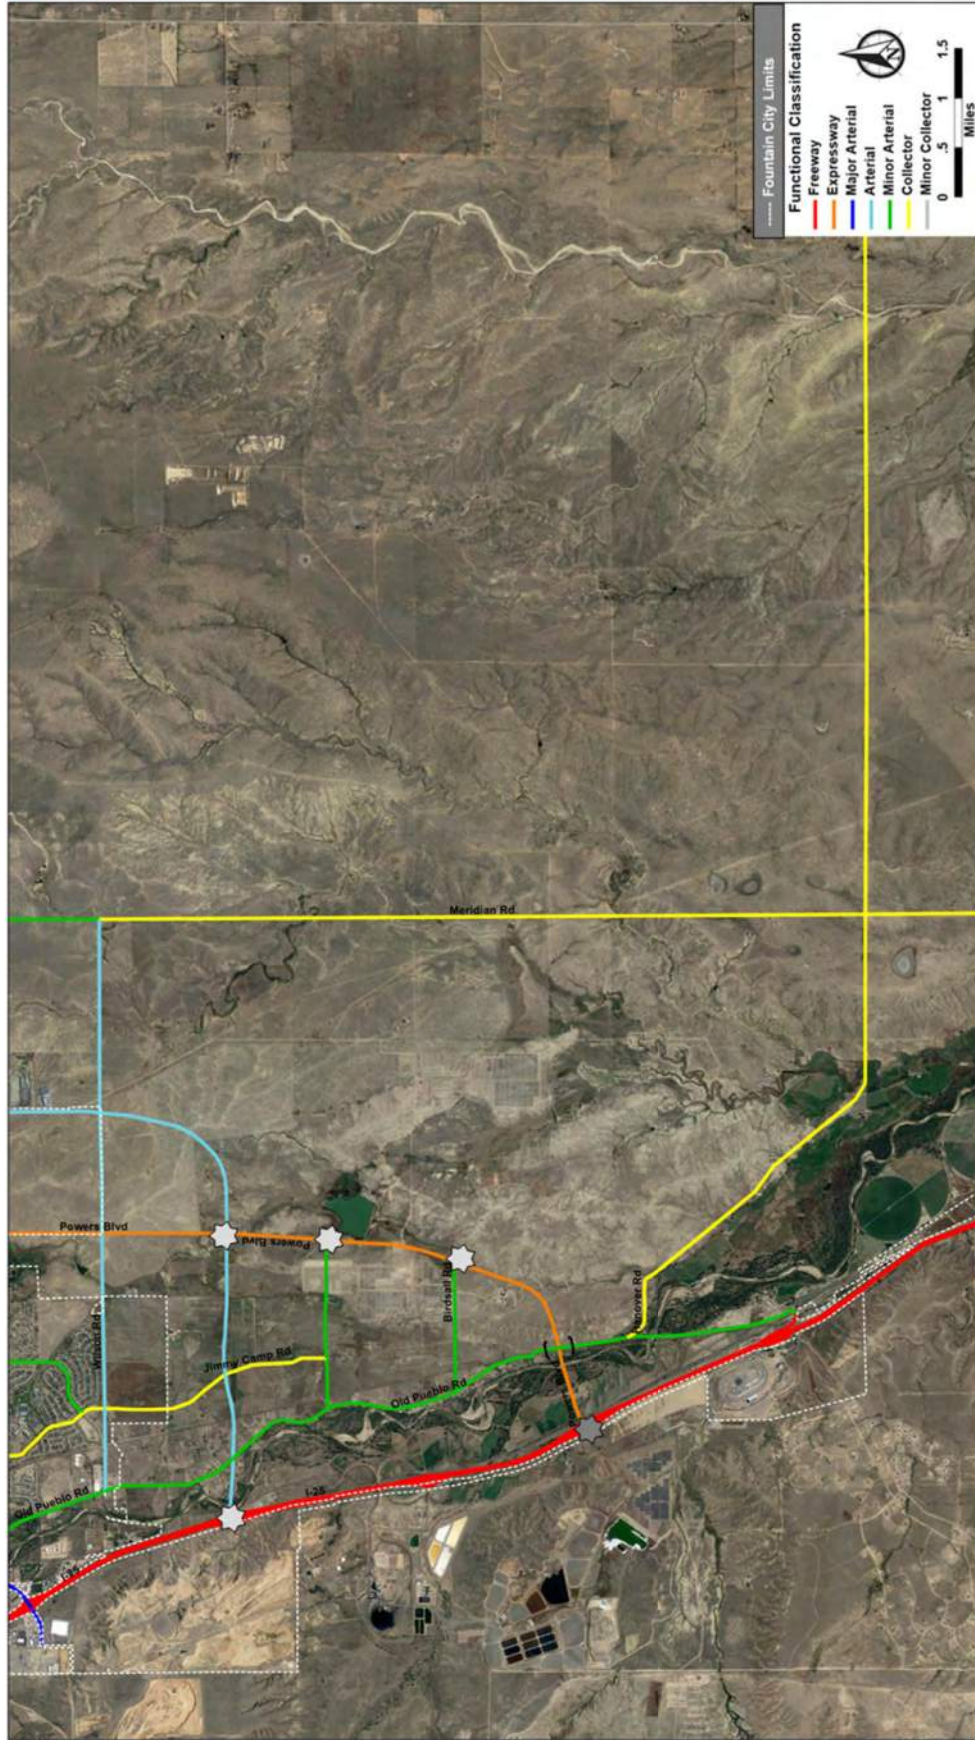 Fountain City Limits
Functional Classification
Freeway
Expressway
Major Arterial
Arterial
Minor Arterial
Collector
Minor Collector
N
0 .5 1 1.5
Miles
Meridian Rd
Powers Blvd
Powers Blvd
Birdsall Rd
Jimmy Camp Rd
Old Pueblo Rd
Old Pueblo Rd
I-25